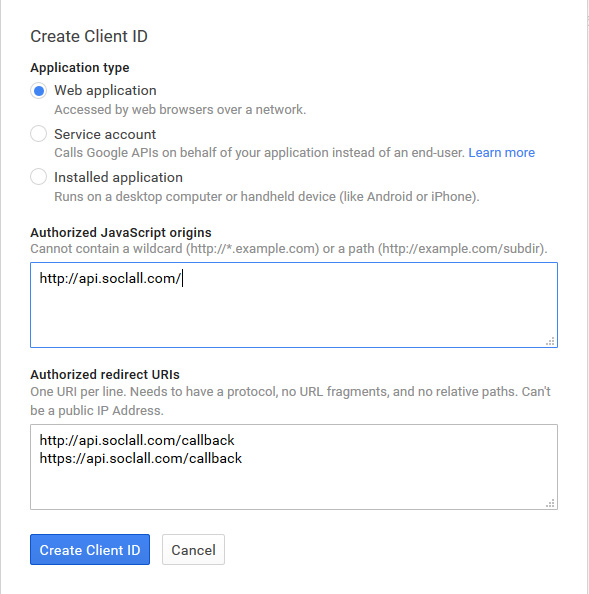 Create Client ID
Application type
Web application
Accessed by web browsers over a network.
Service account
Calls Google APIs on behalf of your application instead of an end-user. Learn more
Installed application
Runs on a desktop computer or handheld device (like Android or iPhone).
Authorized JavaScript origins
Cannot contain a wildcard (http://*.example.com) or a path (http://example.com/subdir).
http://api.soclall.com/
Authorized redirect URIs
One URI per line. Needs to have a protocol, no URL fragments, and no relative paths. Can't
be a public IP Address.
http://api.soclall.com/callback
https://api.soclall.com/callback
Create Client ID Cancel